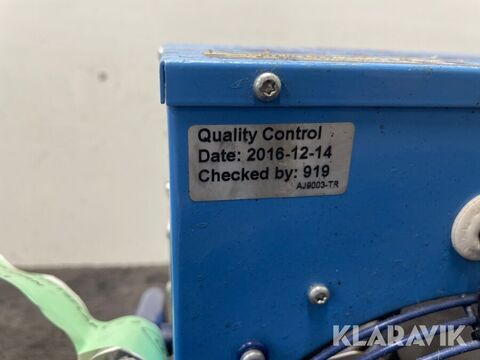 Quality Control
Date: 2016-12-14
Checked by: 919
AJ9003-TR
KLARAVIK